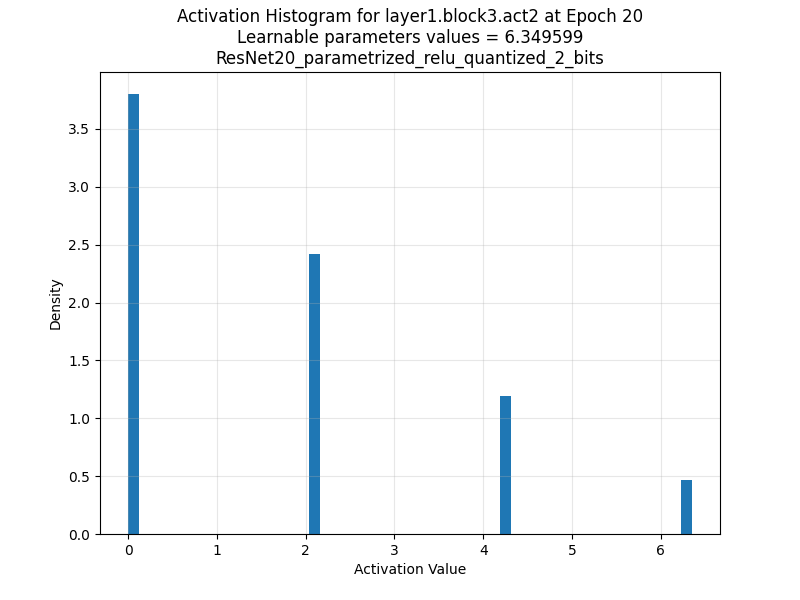 Activation Histogram for layer1.block3.act2 at Epoch 20
Learnable parameters values = 6.349599
ResNet20_parametrized_relu_quantized_2_bits
Density
3.5
3.0
2.5
2.0
1.5
1.0
0.5
0.0
0 1 2 3 4 5 6
Activation Value